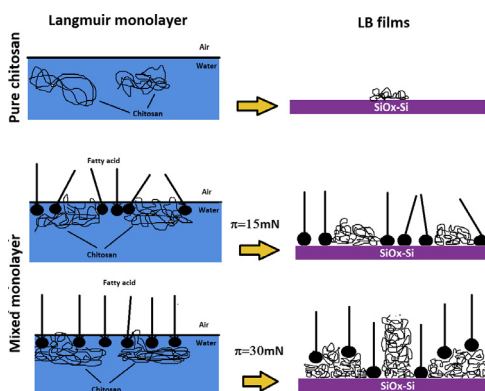 Langmuir monolayer
LB films
Pure chitosan
Air
Water
Chitosan
SiOx-Si
Mixed monolayer
Fatty acid
Air
Water
Chitosan
π=15mN
SiOx-Si
Fatty acid
Air
Water
Chitosan
π=30mN
SiOx-Si